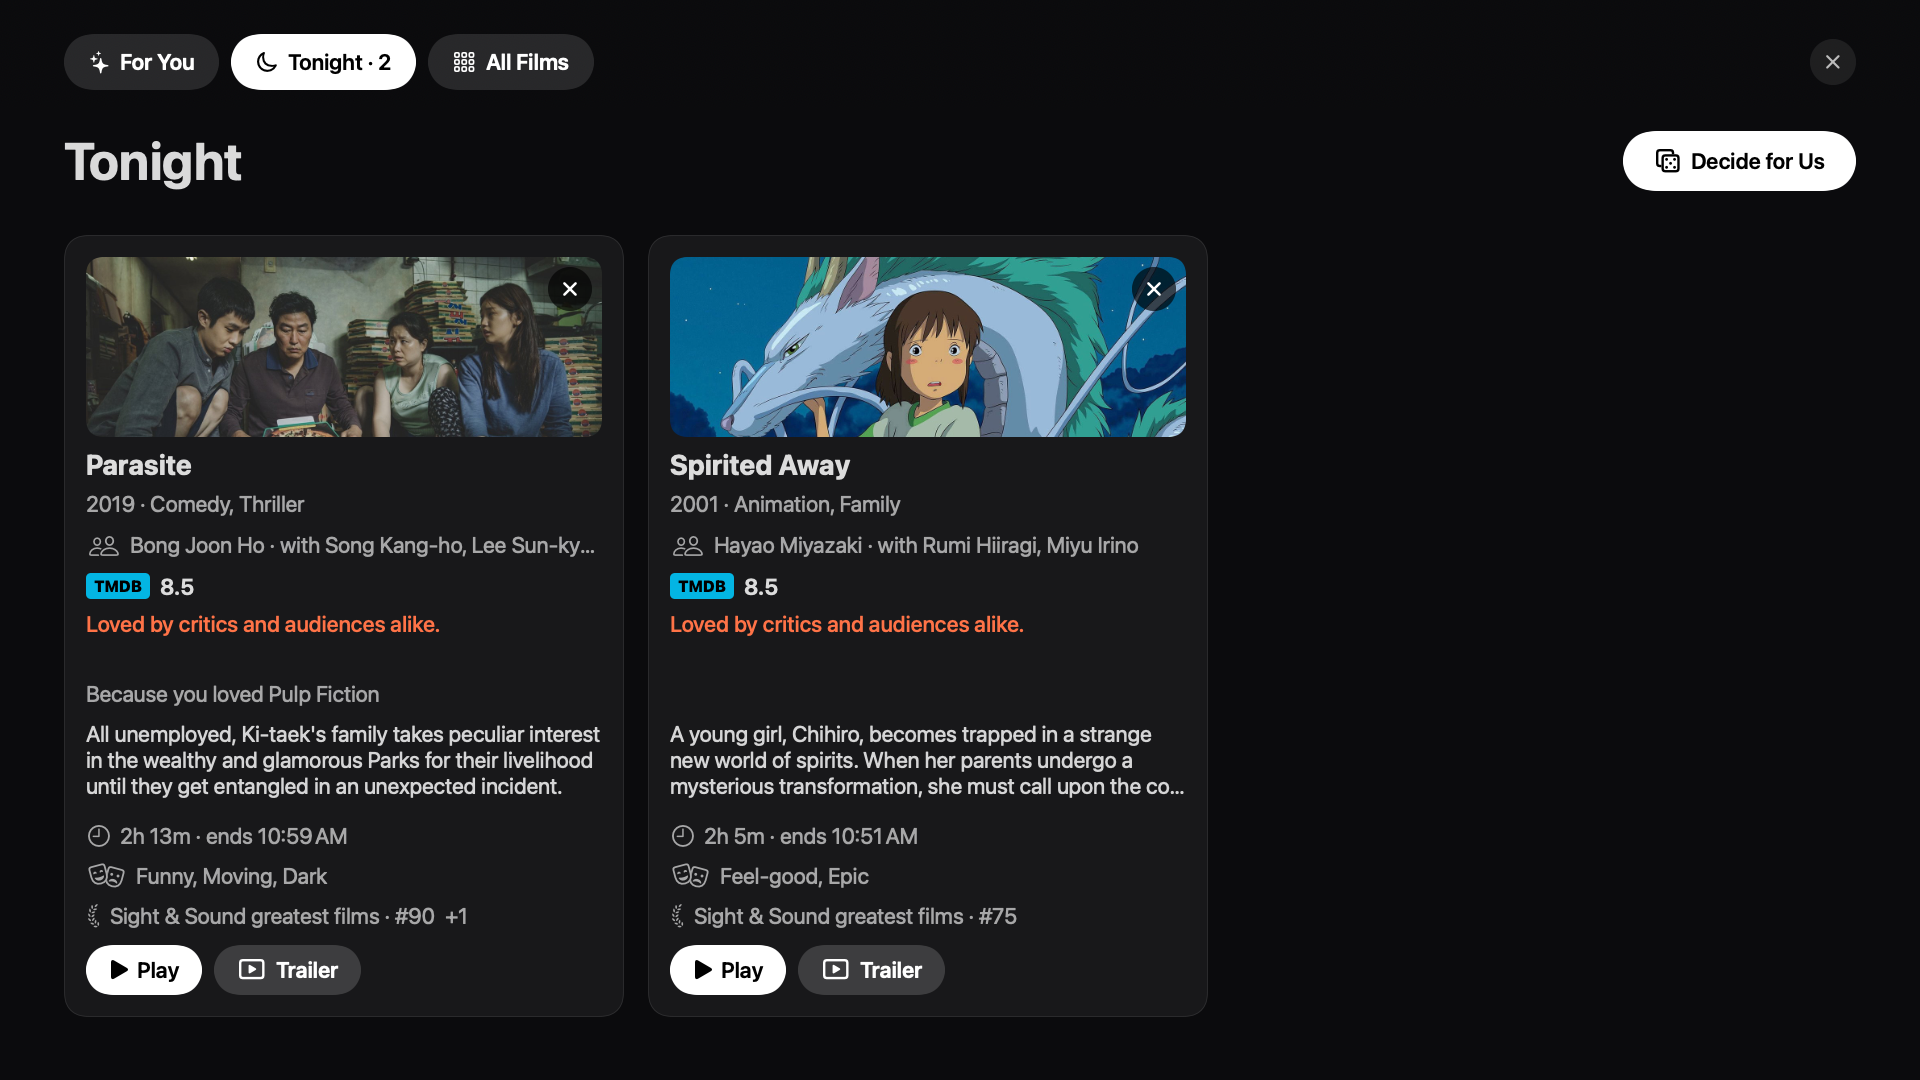 For You
Tonight · 2
All Films
Tonight
Decide for Us
Parasite
2019 · Comedy, Thriller
Bong Joon Ho · with Song Kang-ho, Lee Sun-ky...
TMDB 8.5
Loved by critics and audiences alike.
Because you loved Pulp Fiction
All unemployed, Ki-taek's family takes peculiar interest
in the wealthy and glamorous Parks for their livelihood
until they get entangled in an unexpected incident.
2h 13m · ends 10:59 AM
Funny, Moving, Dark
Sight & Sound greatest films · #90 +1
Play
Trailer
Spirited Away
2001 · Animation, Family
Hayao Miyazaki · with Rumi Hiiragi, Miyu Irino
TMDB 8.5
Loved by critics and audiences alike.
A young girl, Chihiro, becomes trapped in a strange
new world of spirits. When her parents undergo a
mysterious transformation, she must call upon the co...
2h 5m · ends 10:51 AM
Feel-good, Epic
Sight & Sound greatest films · #75
Play
Trailer